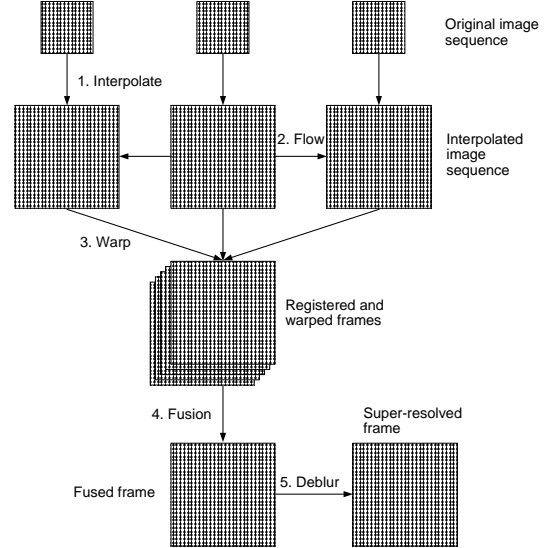 Original image
sequence
1. Interpolate
2. Flow
Interpolated
image
sequence
3. Warp
Registered and
warped frames
4. Fusion
Super-resolved
frame
Fused frame
5. Deblur